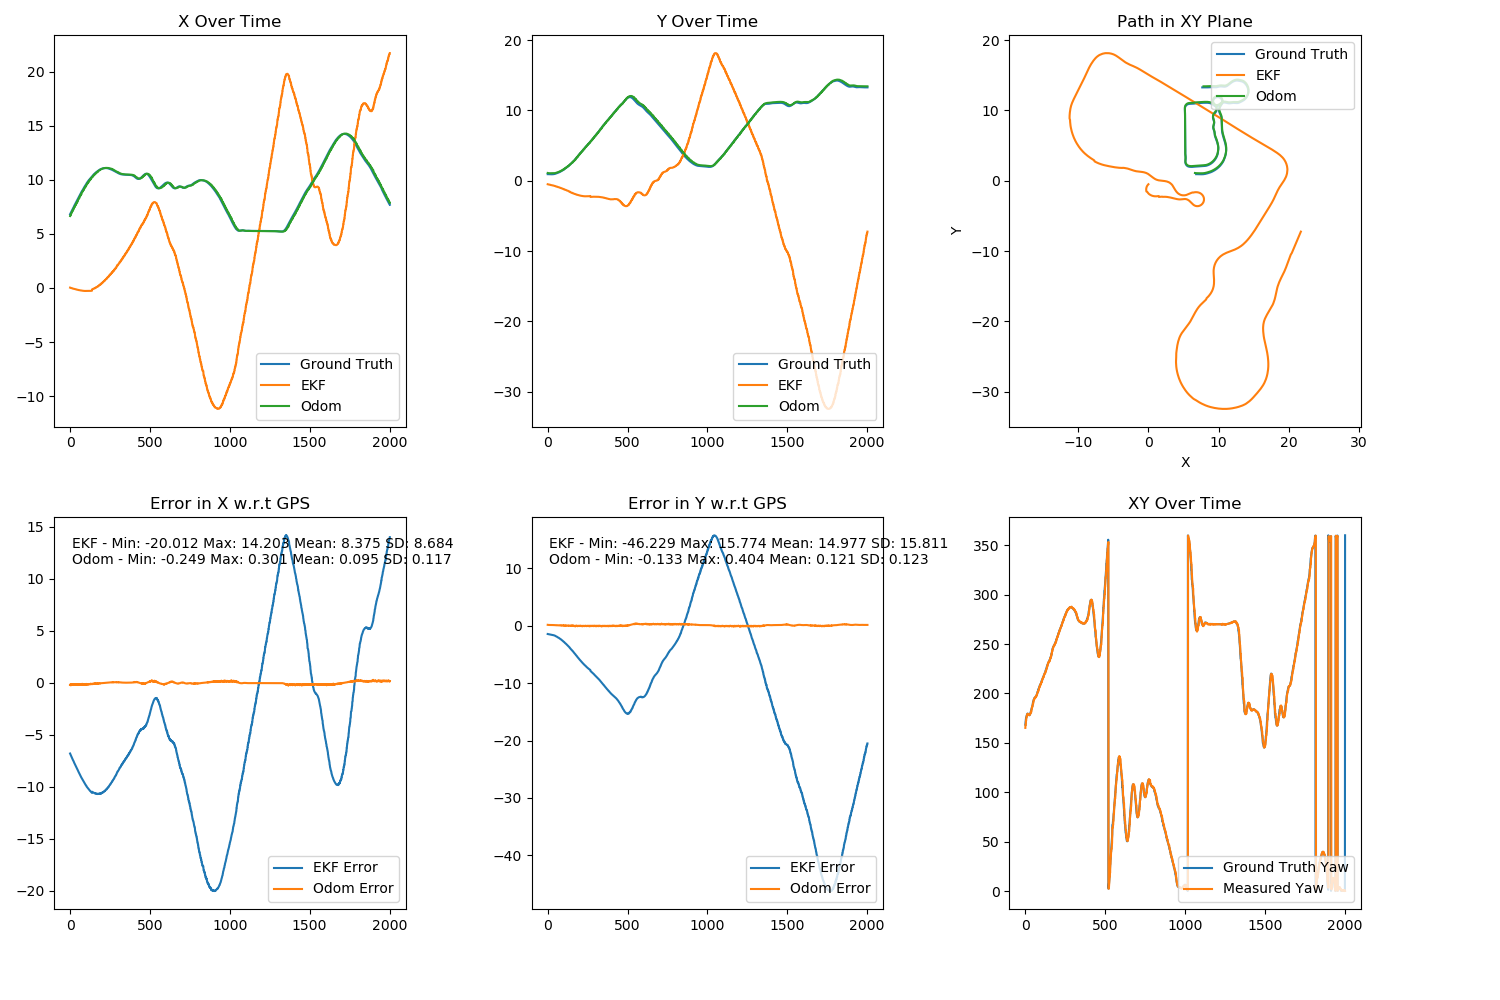 X Over Time
20
15
10
5
0
−5
−10
0
500
1000
1500
2000
Ground Truth
EKF
Odom
Y Over Time
20
10
0
−10
−20
−30
0
500
1000
1500
2000
Ground Truth
EKF
Odom
Path in XY Plane
20
10
0
−10
−20
−30
Y
−10
0
10
20
30
X
Ground Truth
EKF
Odom
Error in X w.r.t GPS
EKF - Min: -20.012 Max: 14.203 Mean: 8.375 SD: 8.684
Odom - Min: -0.249 Max: 0.301 Mean: 0.095 SD: 0.117
15
10
5
0
−5
−10
−15
−20
0
500
1000
1500
2000
EKF Error
Odom Error
Error in Y w.r.t GPS
EKF - Min: -46.229 Max: 15.774 Mean: 14.977 SD: 15.811
Odom - Min: -0.133 Max: 0.404 Mean: 0.121 SD: 0.123
10
0
−10
−20
−30
−40
0
500
1000
1500
2000
EKF Error
Odom Error
XY Over Time
350
300
250
200
150
100
50
0
0
500
1000
1500
2000
Ground Truth Yaw
Measured Yaw